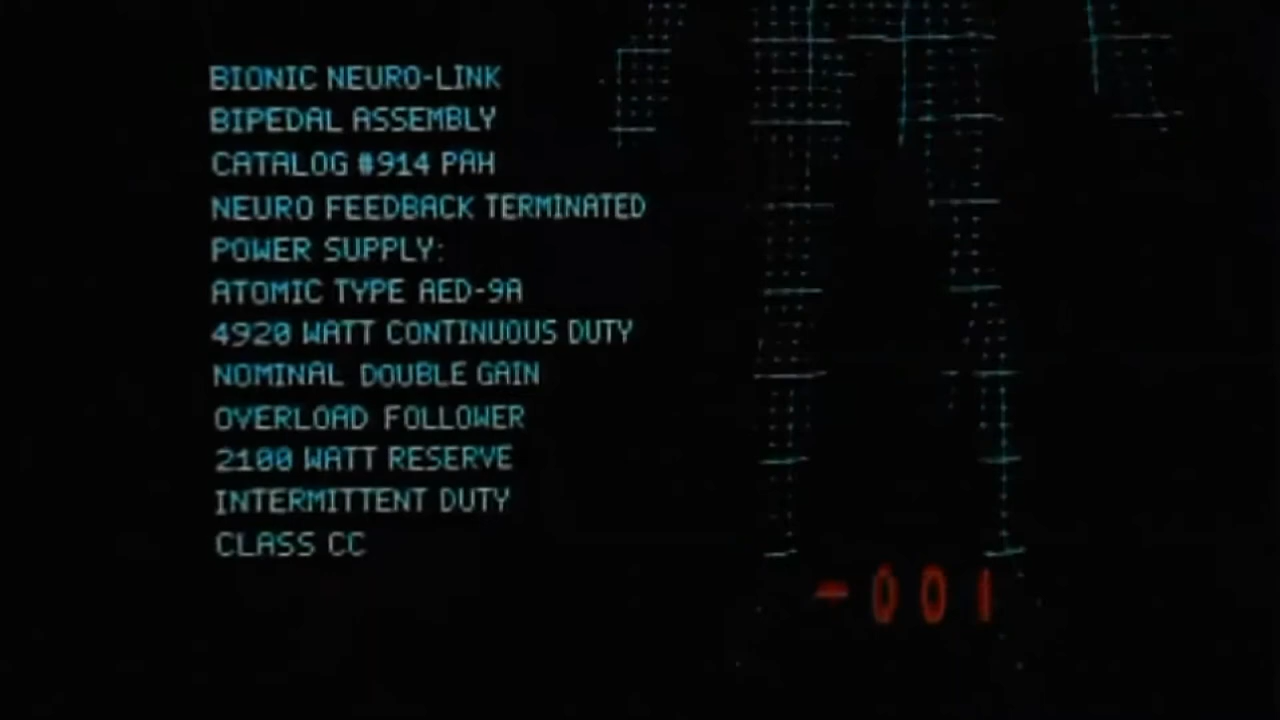 BIONIC NEURO-LINK
BIPEDAL ASSEMBLY
CATALOG #914 PAH
NEURO FEEDBACK TERMINATED
POWER SUPPLY:
ATOMIC TYPE AED-9A
4920 WATT CONTINUOUS DUTY
NOMINAL DOUBLE GAIN
OVERLOAD FOLLOWER
2100 WATT RESERVE
INTERMITTENT DUTY
CLASS CC
-001